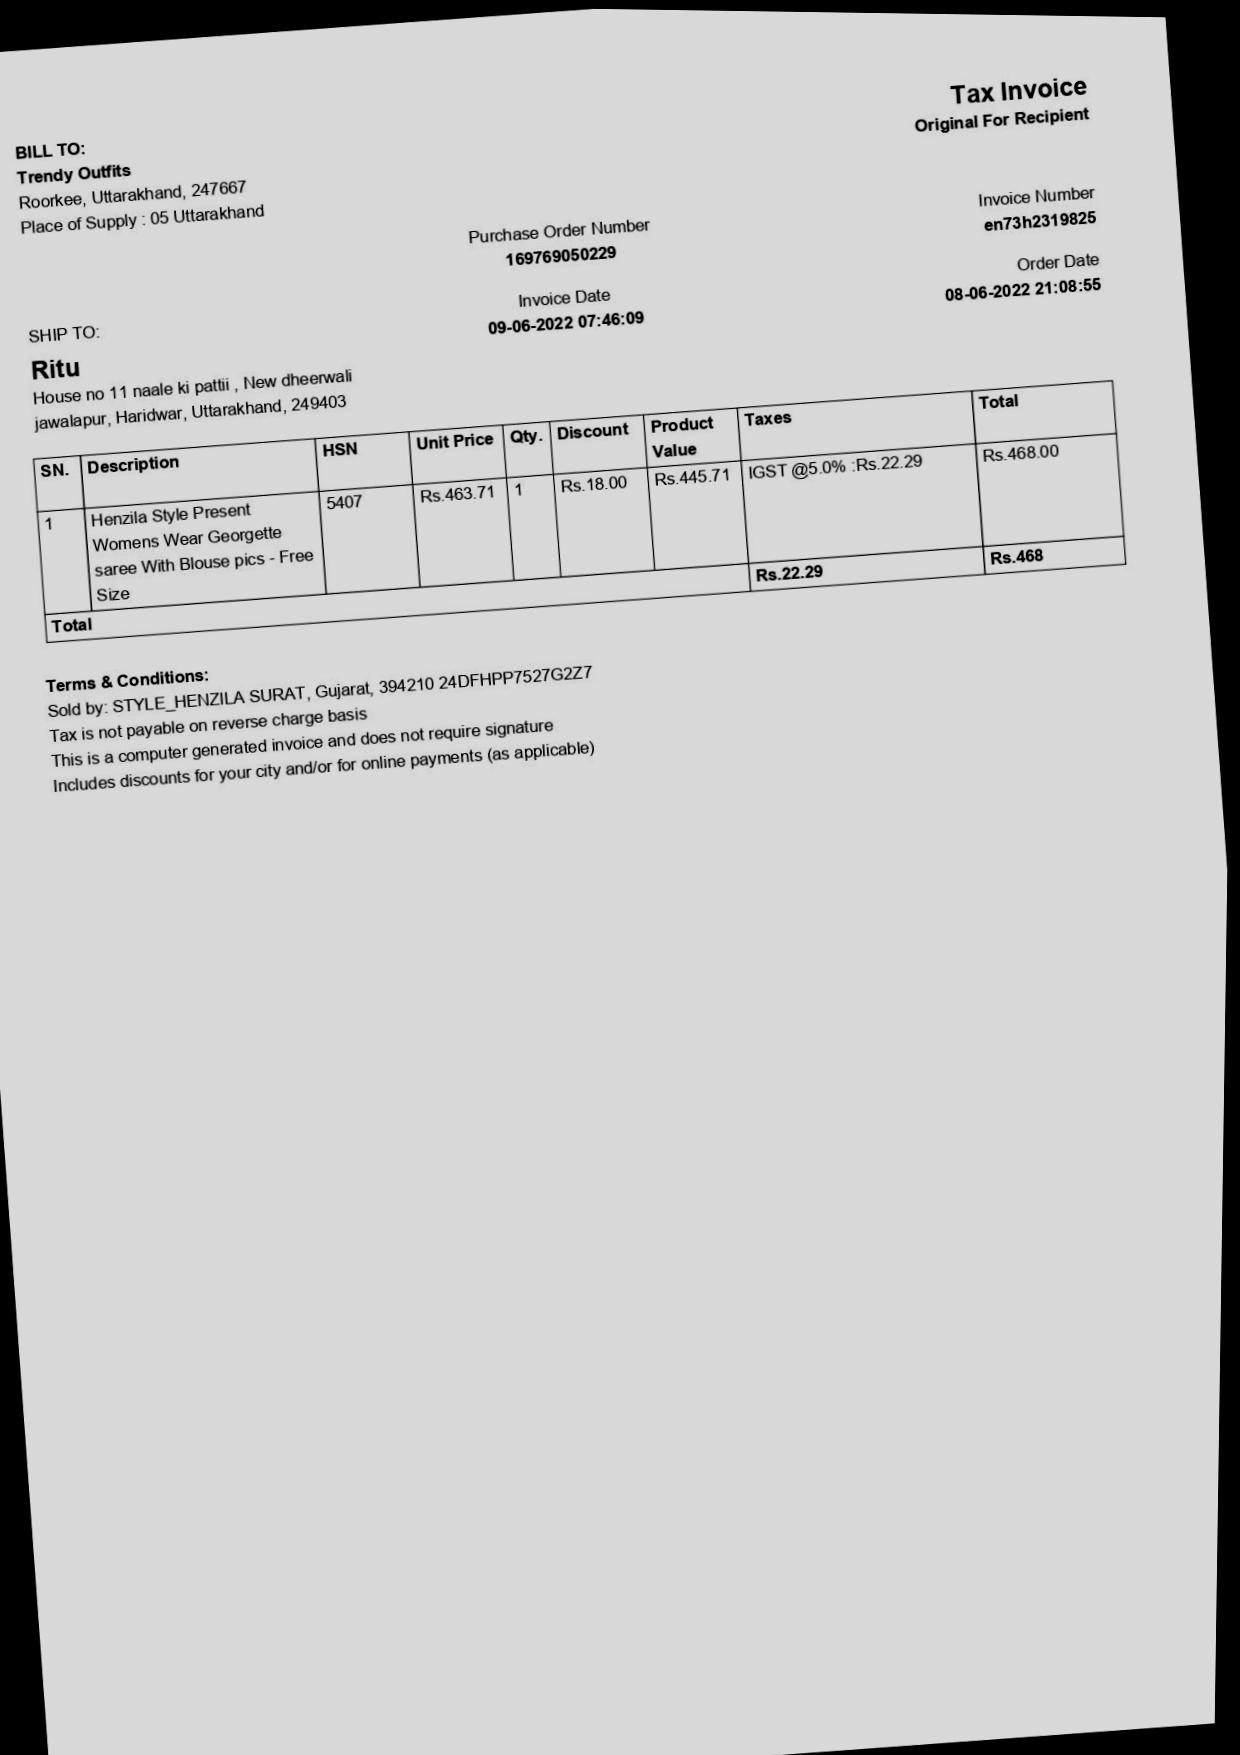 Tax Invoice
Original For Recipient
BILL TO:
Trendy Outfits
Roorkee, Uttarakhand, 247667
Place of Supply : 05 Uttarakhand
Purchase Order Number
169769050229
Invoice Number
en73h2319825
Invoice Date
09-06-2022 07:46:09
Order Date
08-06-2022 21:08:55
SHIP TO:
Ritu
House no 11 naale ki pattii , New dheerwali
jawalapur, Haridwar, Uttarakhand, 249403
SN. Description HSN Unit Price Qty. Discount Product Value Taxes Total
1 Henzila Style Present 5407 Rs.463.71 1 Rs.18.00 Rs.445.71 IGST @5.0% :Rs.22.29 Rs.468.00
Womens Wear Georgette
saree With Blouse pics - Free
Size
Total Rs.22.29 Rs.468
Terms & Conditions:
Sold by: STYLE_HENZILA SURAT, Gujarat, 394210 24DFHPP7527G2Z7
Tax is not payable on reverse charge basis
This is a computer generated invoice and does not require signature
Includes discounts for your city and/or for online payments (as applicable)